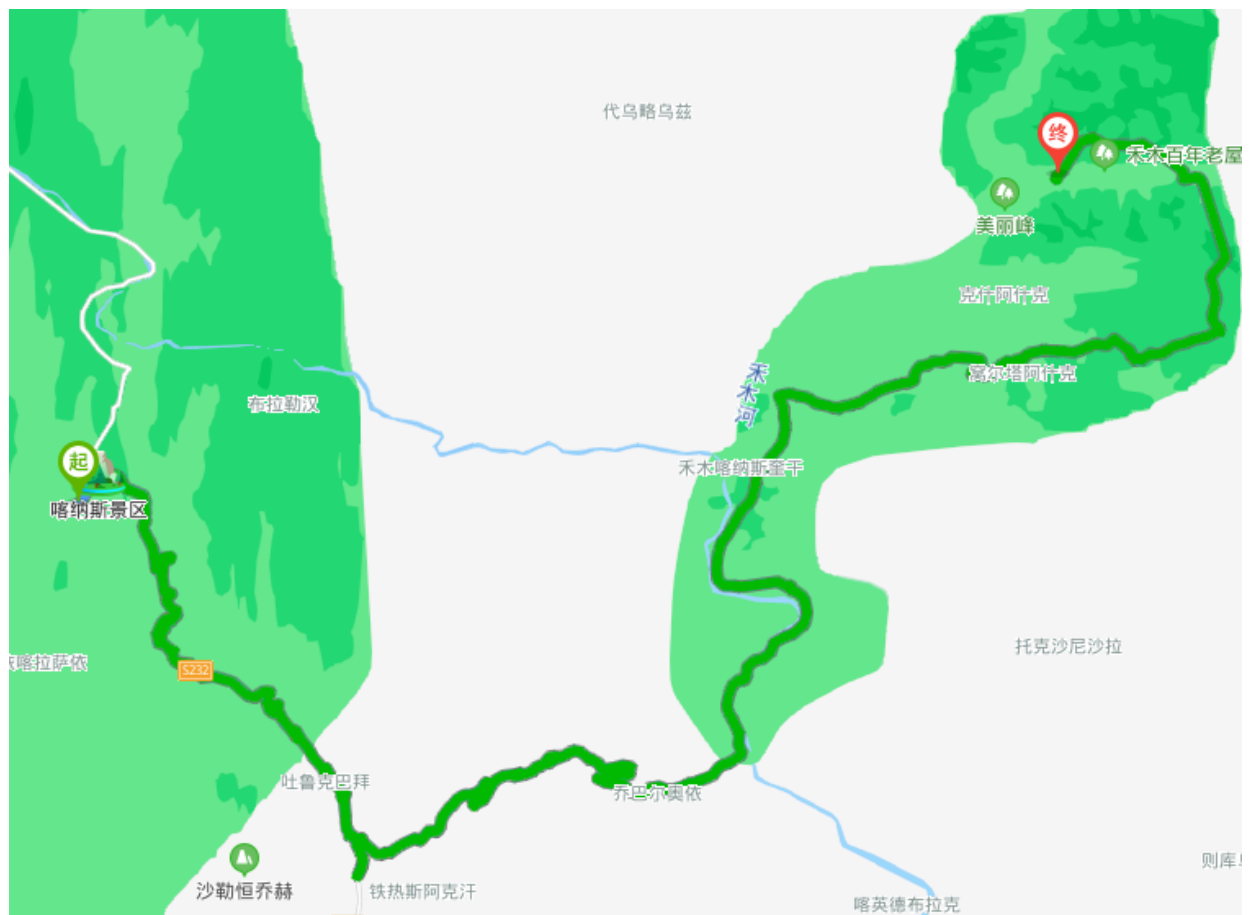 代乌略乌兹
终
禾木百年老屋
美丽峰
克什阿什克
禾木河
窝尔塔阿什克
布拉勒汉
起
禾木喀纳斯奎干
喀纳斯景区
托克沙尼沙拉
喀拉萨依
S232
吐鲁克巴拜
乔巴尔奥依
则库
沙勒恒乔赫
铁热斯阿克汗
喀英德布拉克